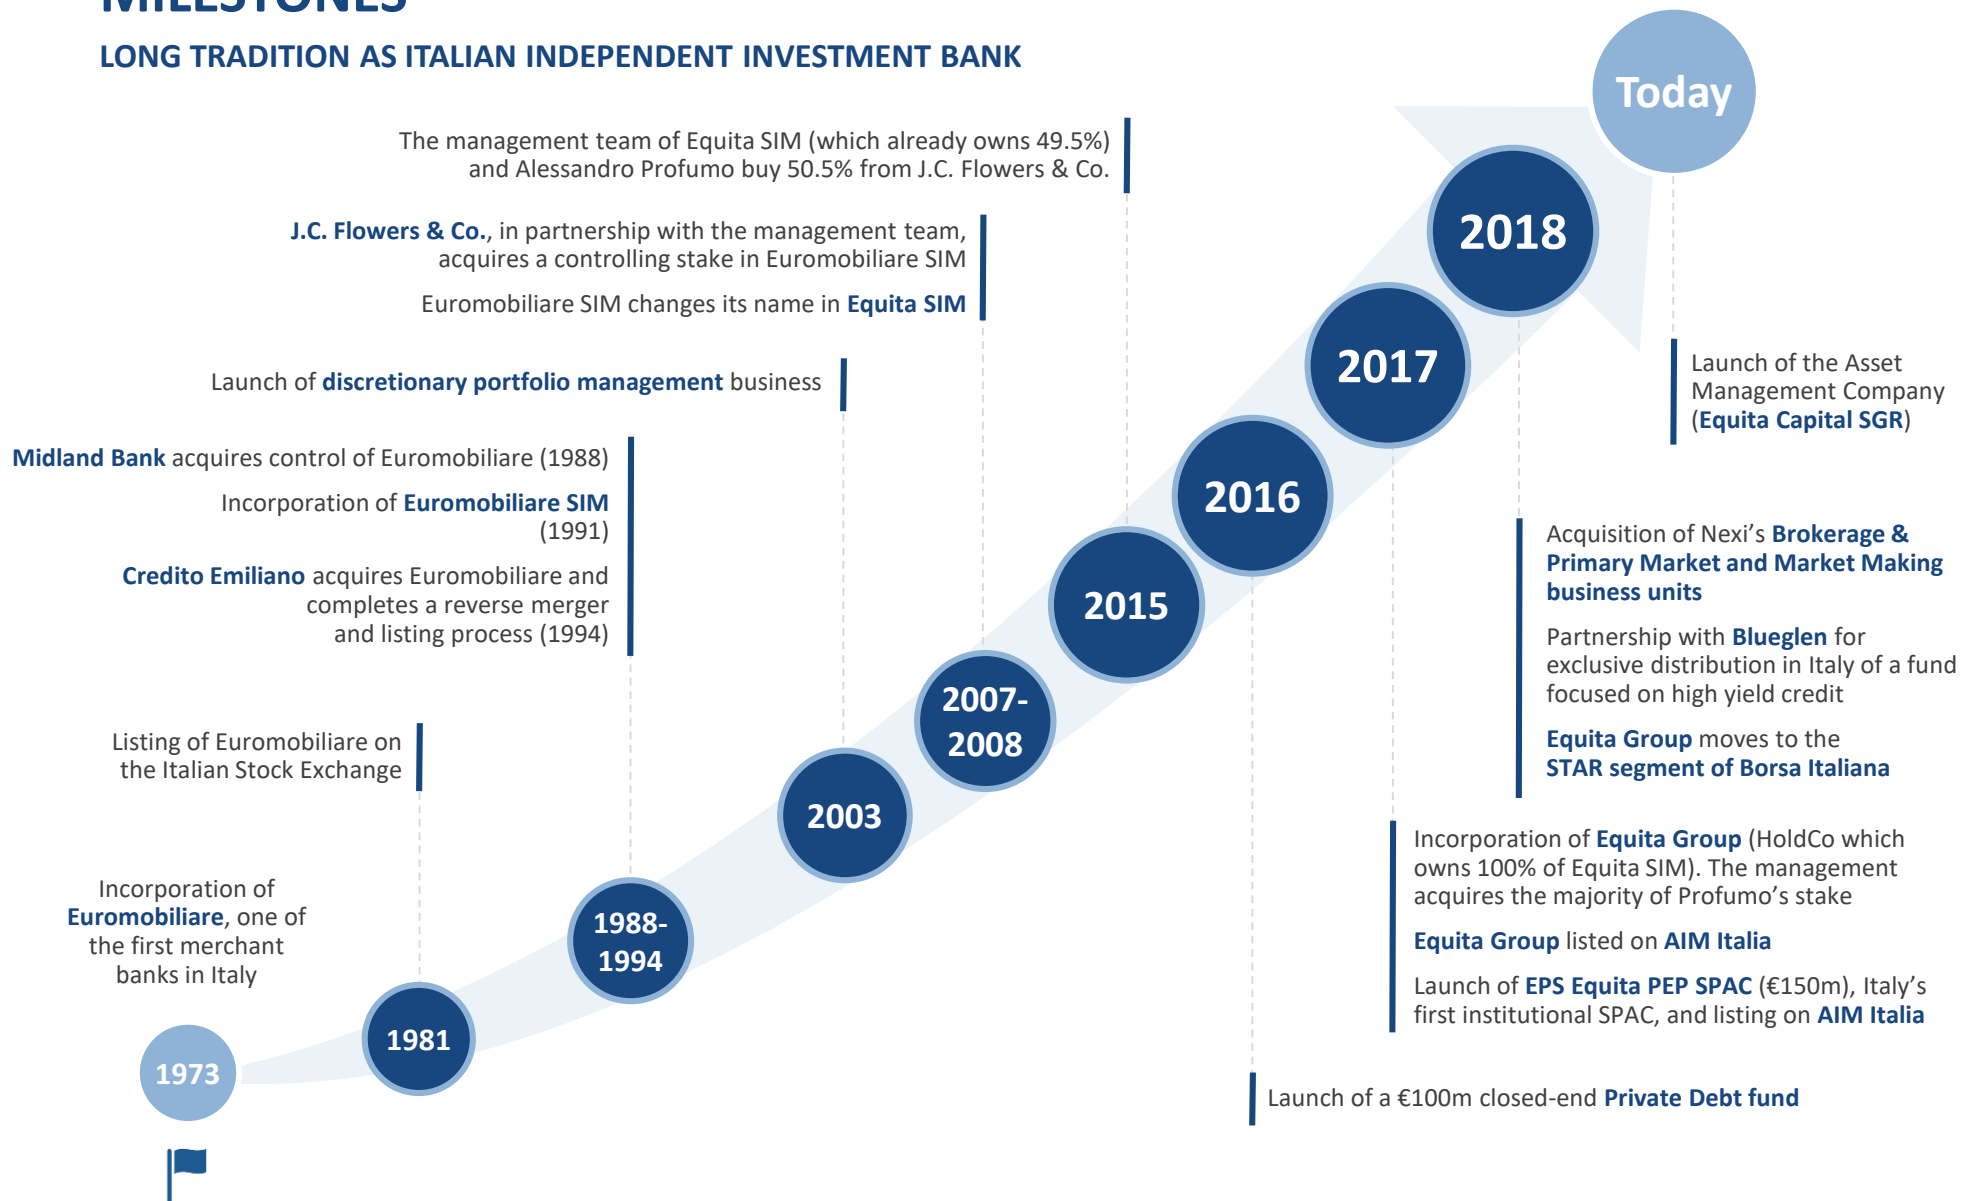 MILESTONES
LONG TRADITION AS ITALIAN INDEPENDENT INVESTMENT BANK
Today
The management team of Equita SIM (which already owns 49.5%)
and Alessandro Profumo buy 50.5% from J.C. Flowers & Co.
J.C. Flowers & Co., in partnership with the management team,
acquires a controlling stake in Euromobiliare SIM
Euromobiliare SIM changes its name in Equita SIM
Launch of discretionary portfolio management business
Midland Bank acquires control of Euromobiliare (1988)
Incorporation of Euromobiliare SIM
(1991)
Credito Emiliano acquires Euromobiliare and
completes a reverse merger
and listing process (1994)
Listing of Euromobiliare on
the Italian Stock Exchange
Incorporation of
Euromobiliare, one of
the first merchant
banks in Italy
1973
1981
1988-
1994
2003
2007-
2008
2015
2016
2017
2018
Launch of the Asset
Management Company
(Equita Capital SGR)
Acquisition of Nexi’s Brokerage &
Primary Market and Market Making
business units
Partnership with Blueglen for
exclusive distribution in Italy of a fund
focused on high yield credit
Equita Group moves to the
STAR segment of Borsa Italiana
Incorporation of Equita Group (HoldCo which
owns 100% of Equita SIM). The management
acquires the majority of Profumo’s stake
Equita Group listed on AIM Italia
Launch of EPS Equita PEP SPAC (€150m), Italy’s
first institutional SPAC, and listing on AIM Italia
Launch of a €100m closed-end Private Debt fund